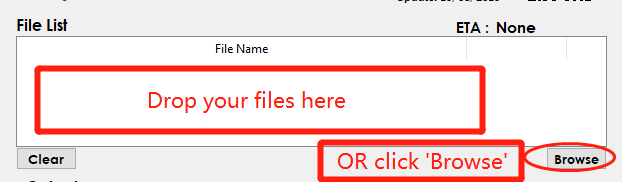 File List
ETA : None
File Name
Drop your files here
OR click 'Browse'
Clear
Browse